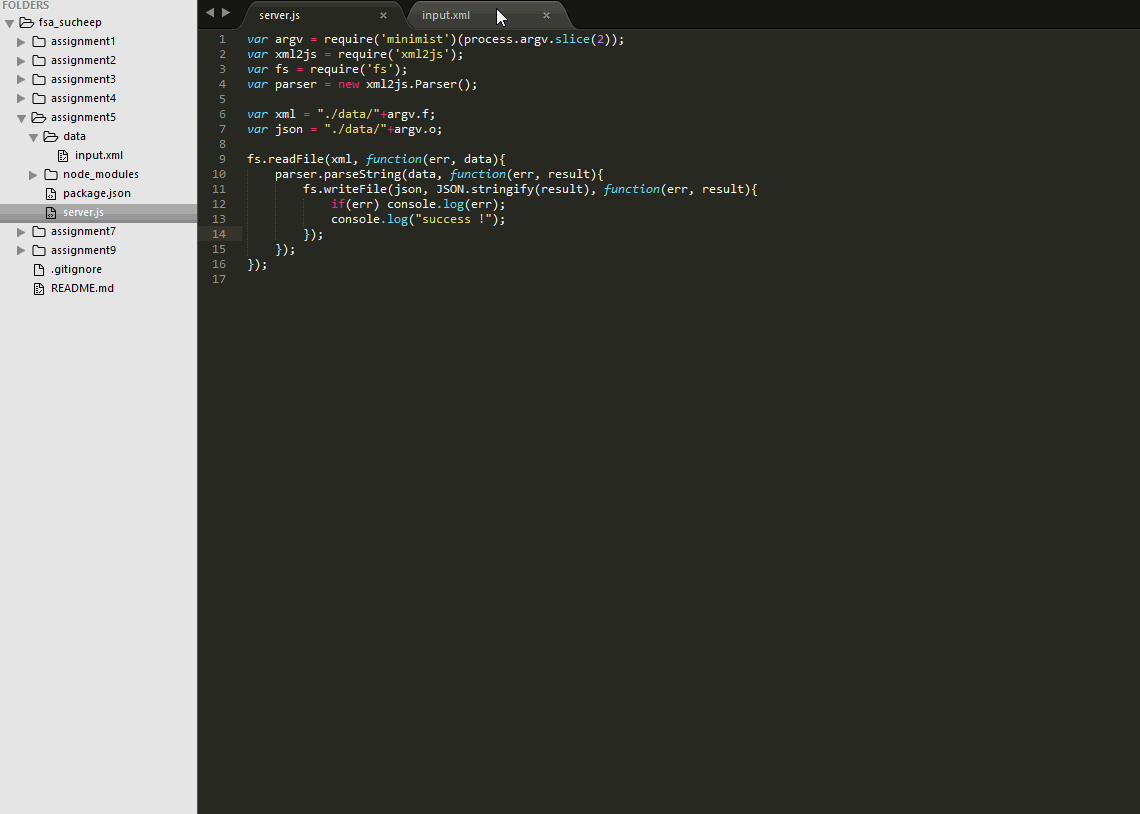 FOLDERS
fsa_sucheep
assignment1
assignment2
assignment3
assignment4
assignment5
data
input.xml
node_modules
package.json
server.js
assignment7
assignment9
.gitignore
README.md
server.js × input.xml ×
1 var argv = require('minimist')(process.argv.slice(2));
2 var xml2js = require('xml2js');
3 var fs = require('fs');
4 var parser = new xml2js.Parser();
5
6 var xml = "./data/"+argv.f;
7 var json = "./data/"+argv.o;
8
9 fs.readFile(xml, function(err, data){
10     parser.parseString(data, function(err, result){
11         fs.writeFile(json, JSON.stringify(result), function(err, result){
12             if(err) console.log(err);
13             console.log("success !");
14         });
15     });
16 });
17